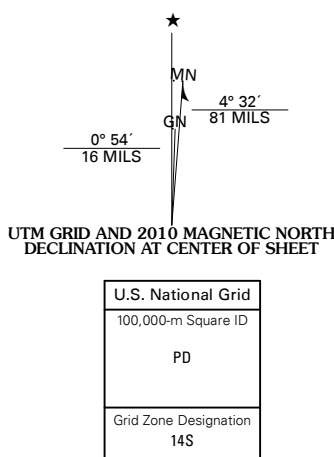 ★
MN
4° 32´
81 MILS
GN
0° 54´
16 MILS
UTM GRID AND 2010 MAGNETIC NORTH
DECLINATION AT CENTER OF SHEET
U.S. National Grid
100,000-m Square ID
PD
Grid Zone Designation
14S